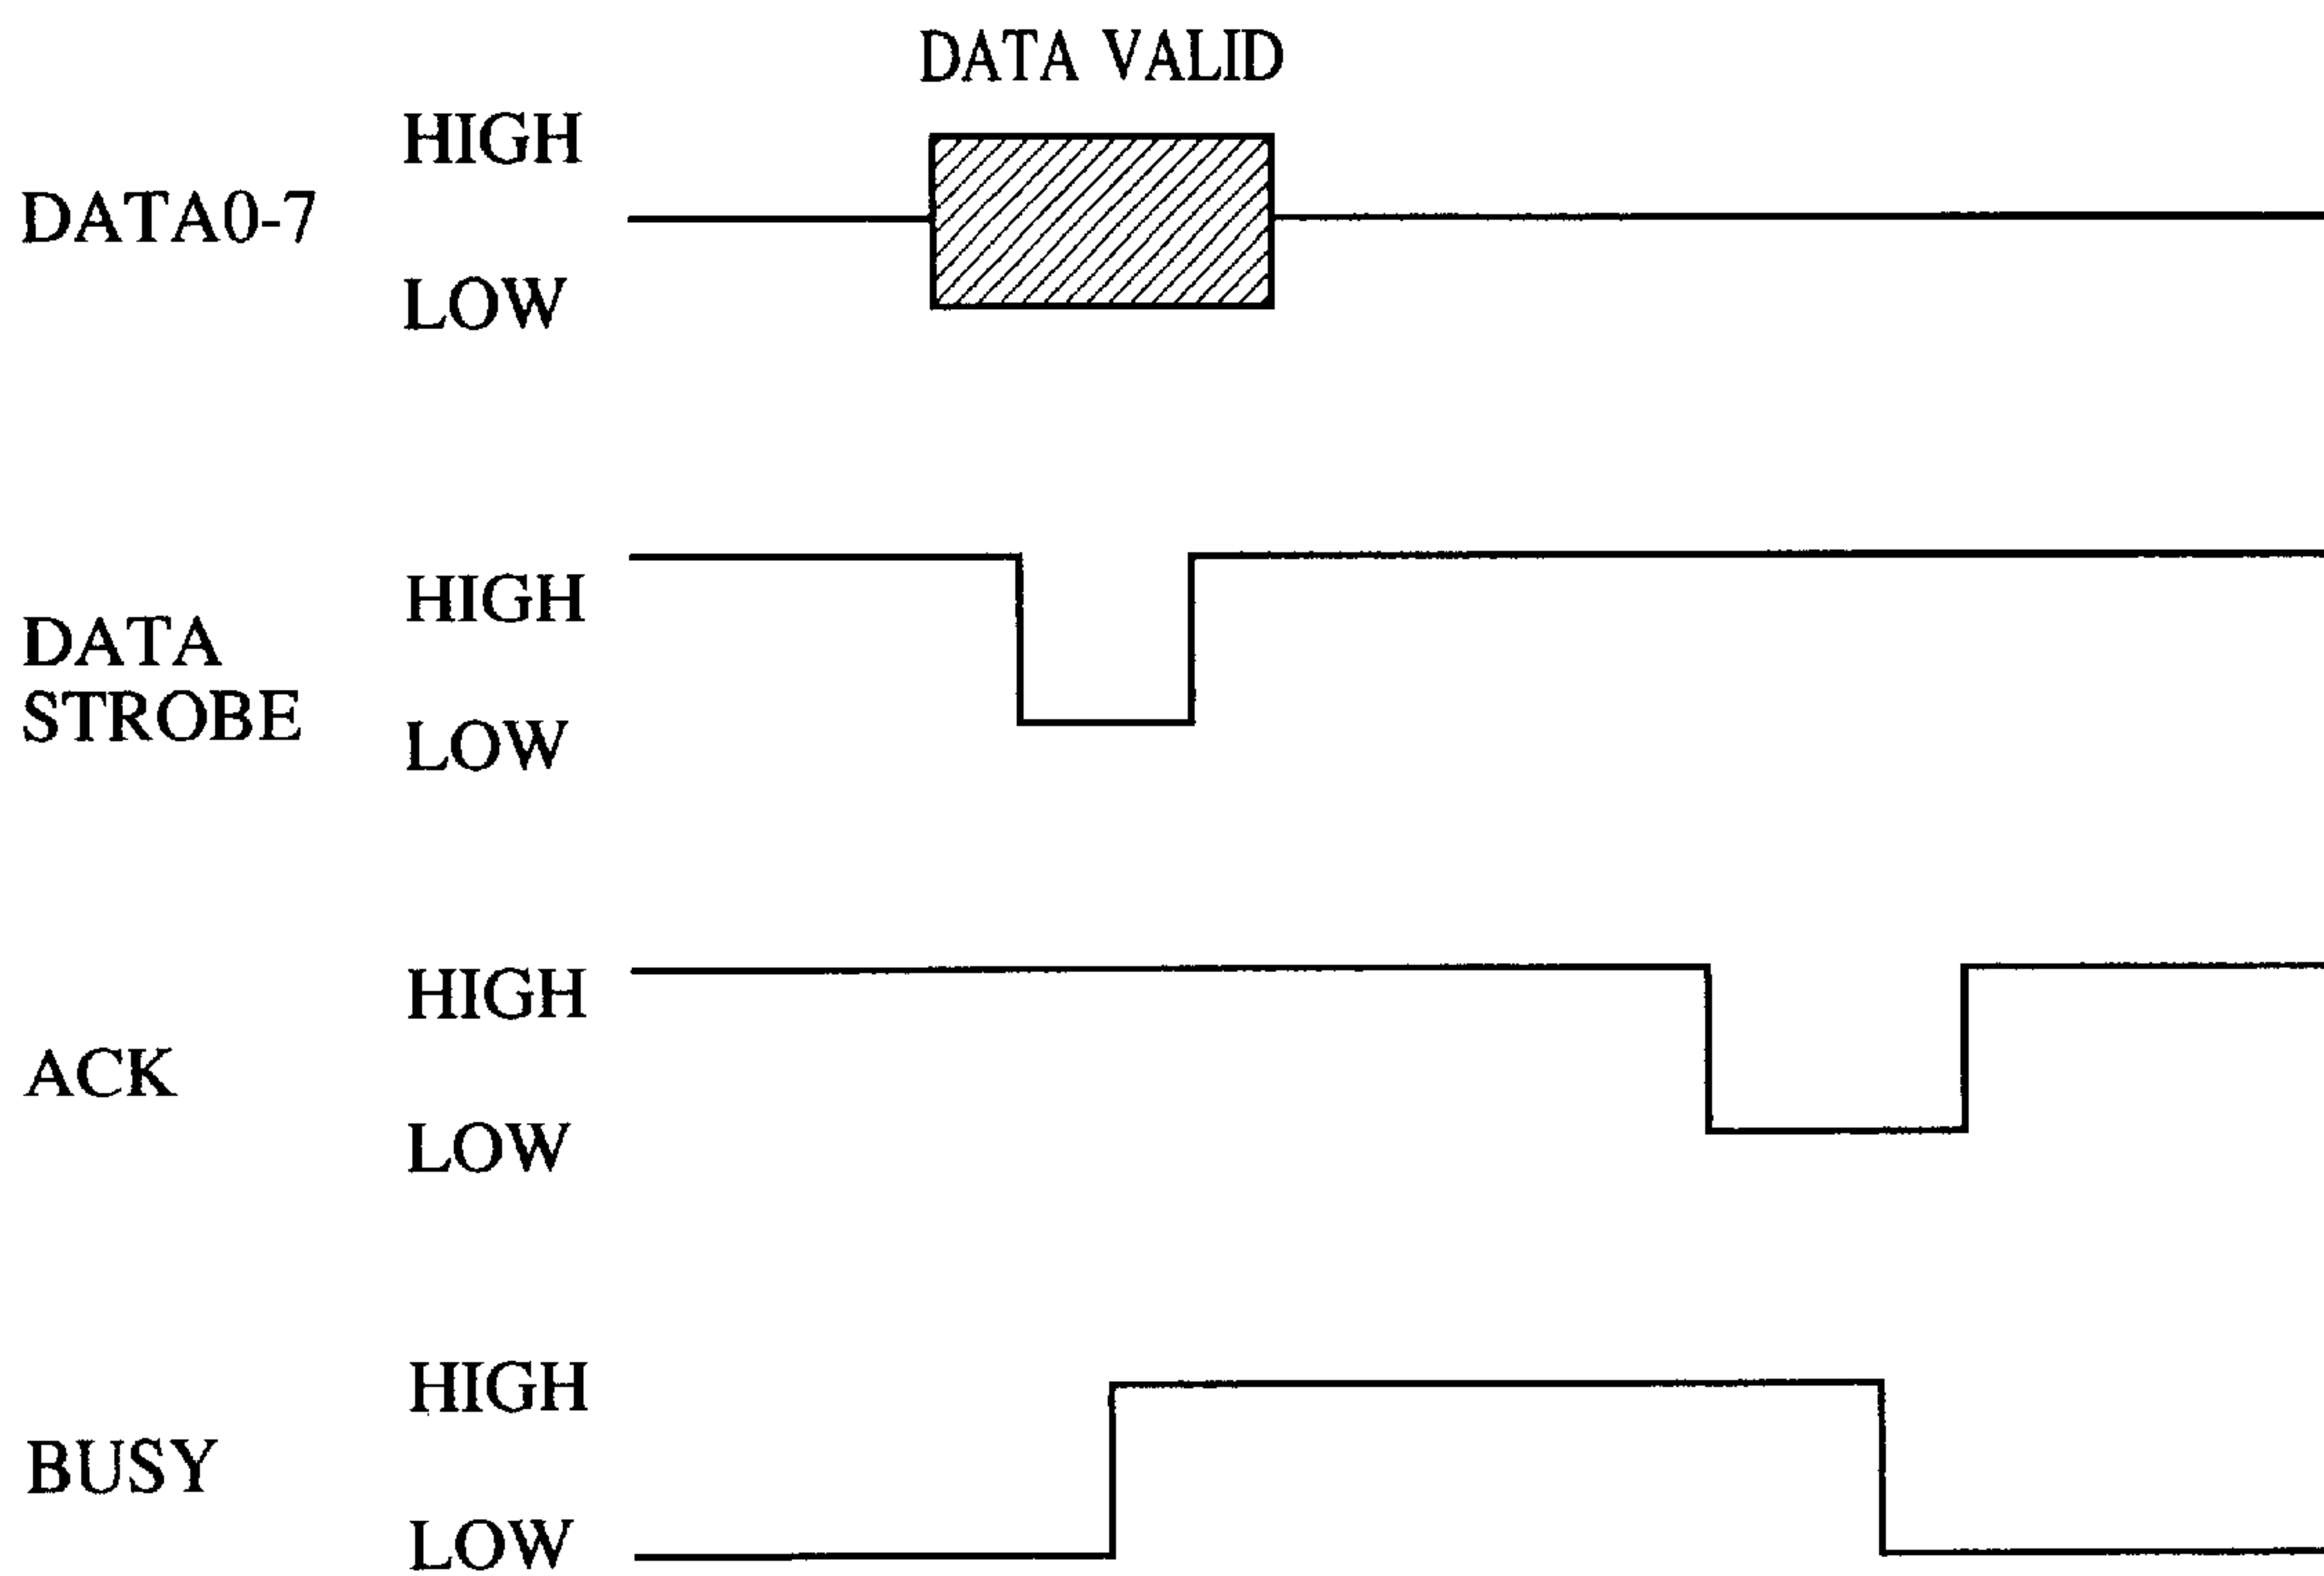 DATA VALID
HIGH
DATA0-7
LOW
HIGH
DATA
STROBE
LOW
HIGH
ACK
LOW
HIGH
BUSY
LOW